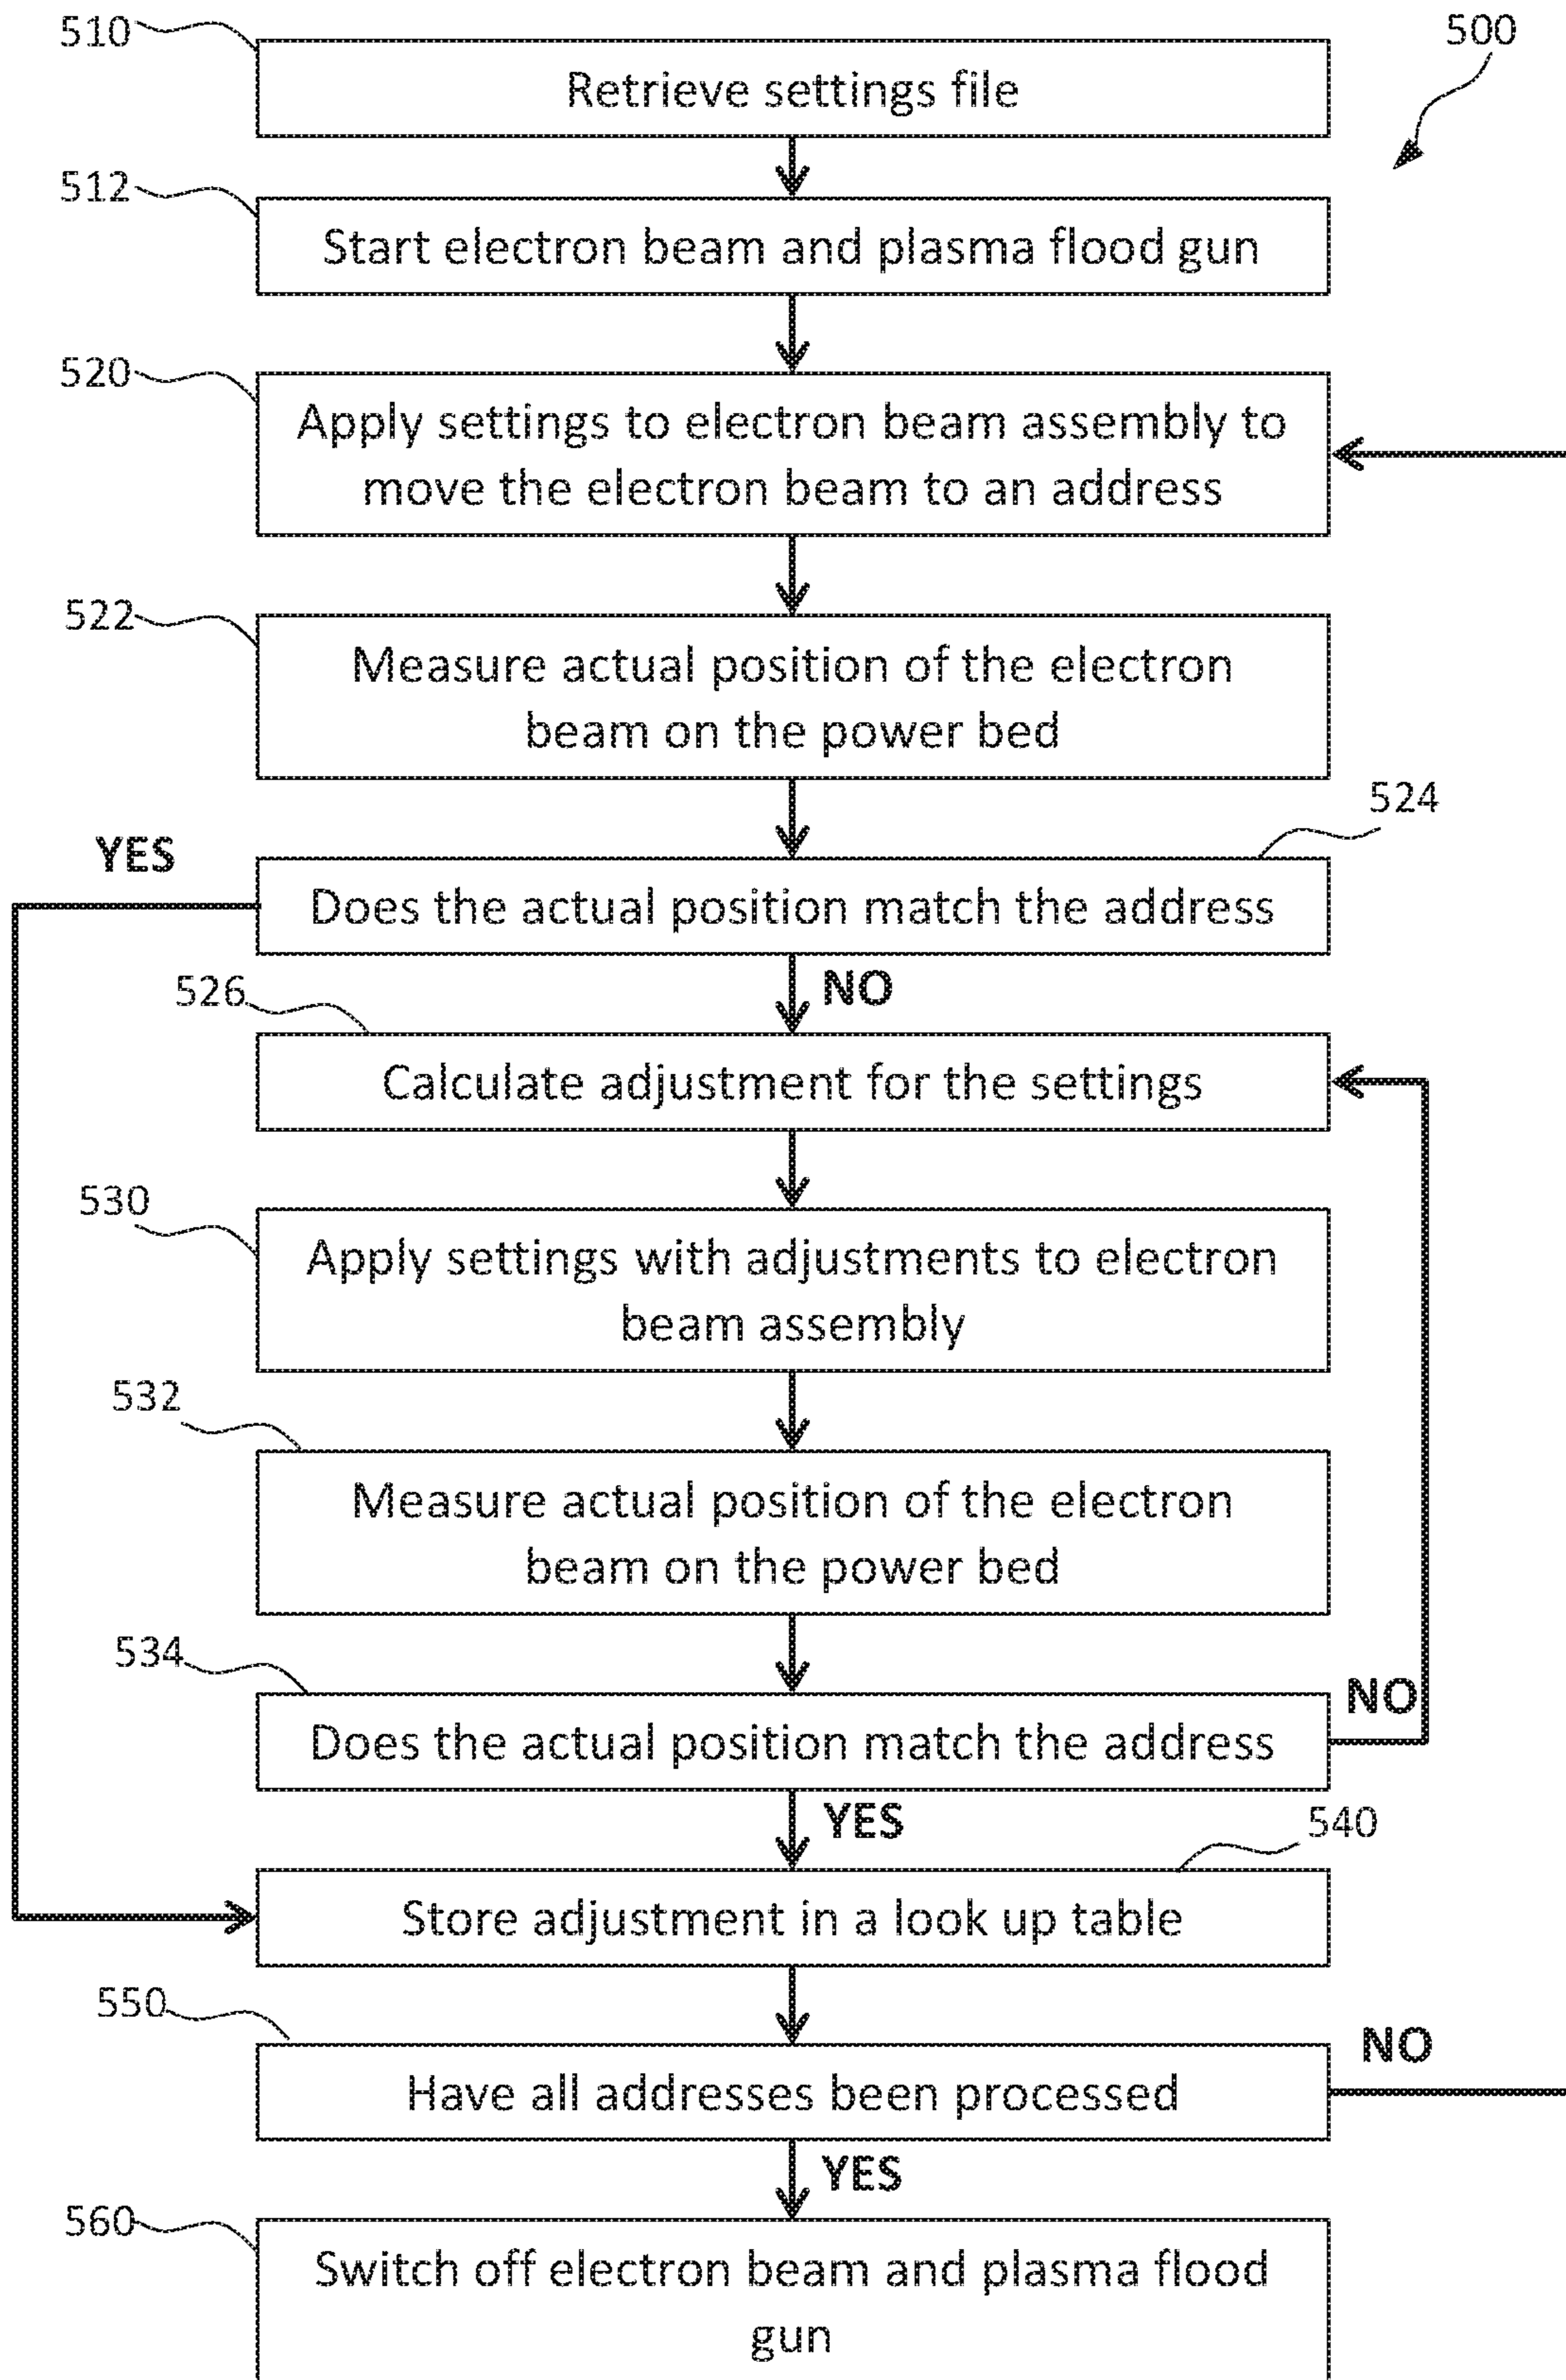 510
500
Retrieve settings file
512
Start electron beam and plasma flood gun
520
Apply settings to electron beam assembly to
move the electron beam to an address
522
Measure actual position of the electron
beam on the power bed
524
YES
Does the actual position match the address
NO
526
Calculate adjustment for the settings
530
Apply settings with adjustments to electron
beam assembly
532
Measure actual position of the electron
beam on the power bed
534
NO
Does the actual position match the address
YES
540
Store adjustment in a look up table
550
NO
Have all addresses been processed
YES
560
Switch off electron beam and plasma flood
gun